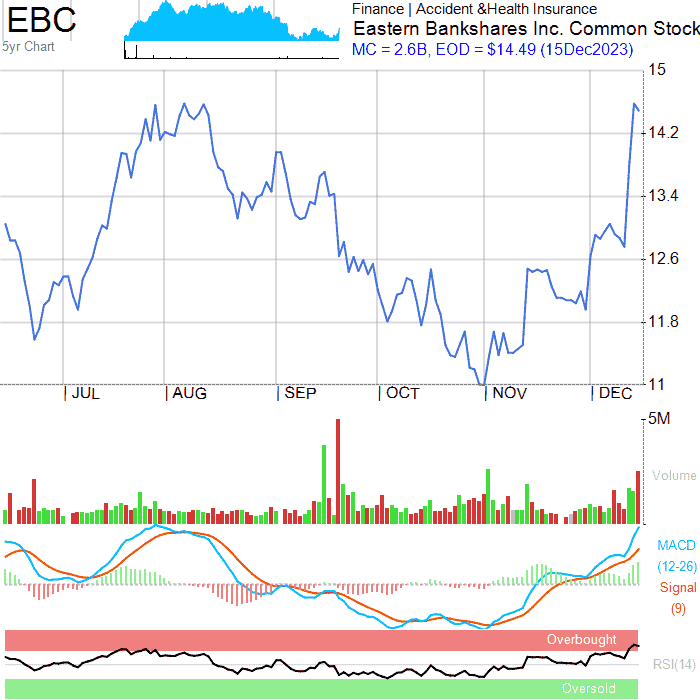 EBC
5yr Chart
Finance | Accident &Health Insurance
Eastern Bankshares Inc. Common Stock
MC = 2.6B, EOD = $14.49 (15Dec2023)
15
14.2
13.4
12.6
11.8
11
| JUL | AUG | SEP | OCT | NOV | DEC
5M
Volume
MACD
(12-26)
Signal
(9)
Overbought
RSI(14)
Oversold